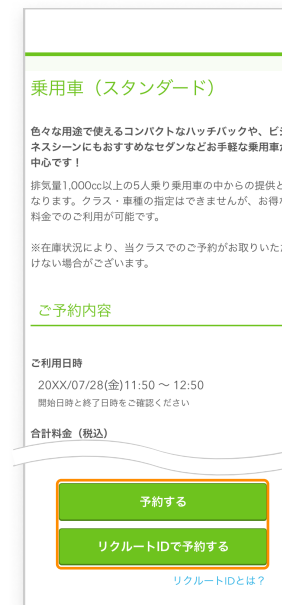 乗用車（スタンダード）
色々な用途で使えるコンパクトなハッチバックや、ビジ
ネスシーンにもおすすめなセダンなどお手軽な乗用車が
中心です！
排気量1,000cc以上の5人乗り乗用車の中からの提供と
なります。クラス・車種の指定はできませんが、お得な
料金でのご利用が可能です。
※在庫状況により、当クラスでのご予約がお取りいただ
けない場合がございます。
ご予約内容
ご利用日時
20XX/07/28(金)11:50 〜 12:50
開始日時と終了日時をご確認ください
合計料金（税込）
予約する
リクルートIDで予約する
リクルートIDとは？